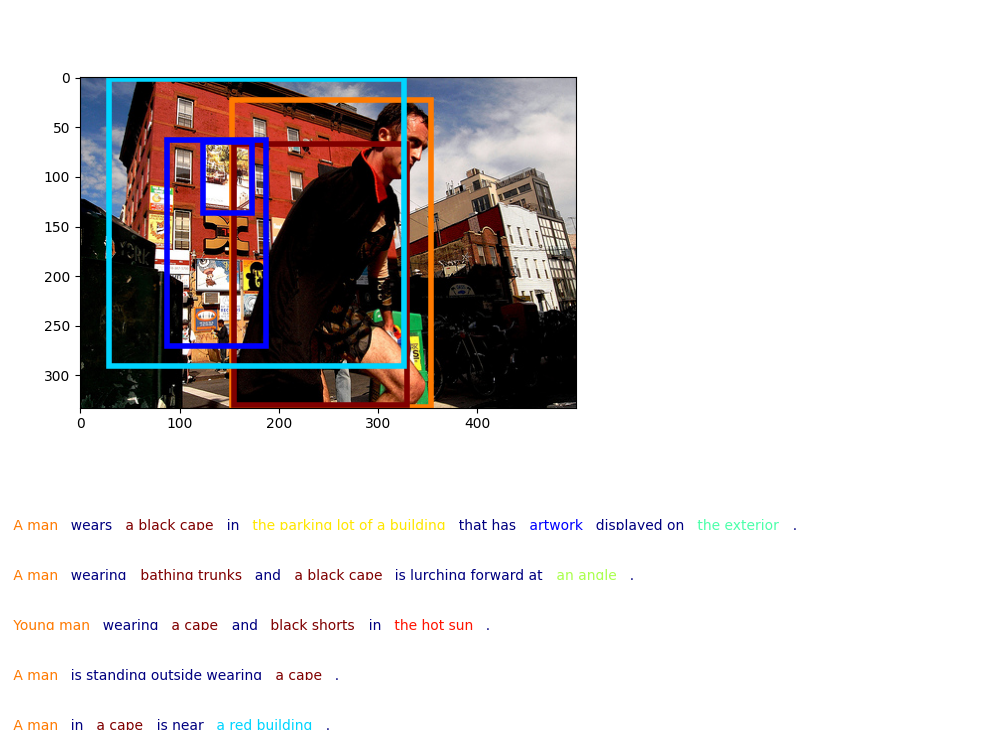 0
50
100
150
200
250
300
0 100 200 300 400
A man wears a black cape in the parking lot of a building that has artwork displayed on the exterior .
A man wearing bathing trunks and a black cape is lurching forward at an angle .
Young man wearing a cape and black shorts in the hot sun .
A man is standing outside wearing a cape .
A man in a cape is near a red building .